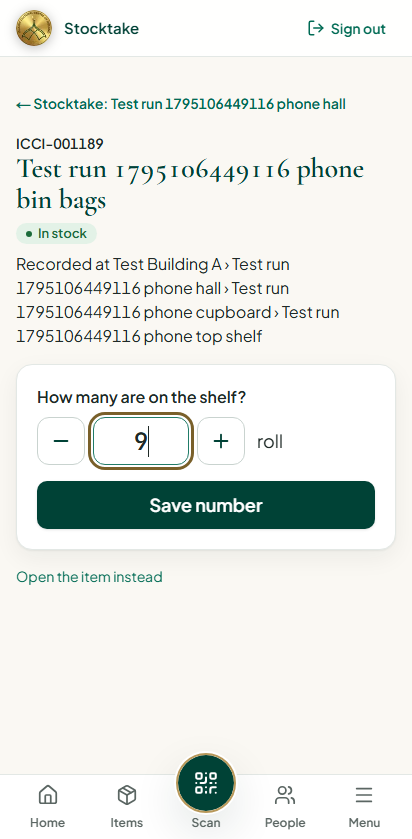 Stocktake
Sign out
← Stocktake: Test run 1795106449116 phone hall
ICCI-001189
Test run 1795106449116 phone
bin bags
In stock
Recorded at Test Building A › Test run
1795106449116 phone hall › Test run
1795106449116 phone cupboard › Test run
1795106449116 phone top shelf
How many are on the shelf?
− 9 + roll
Save number
Open the item instead
Home Items Scan People Menu